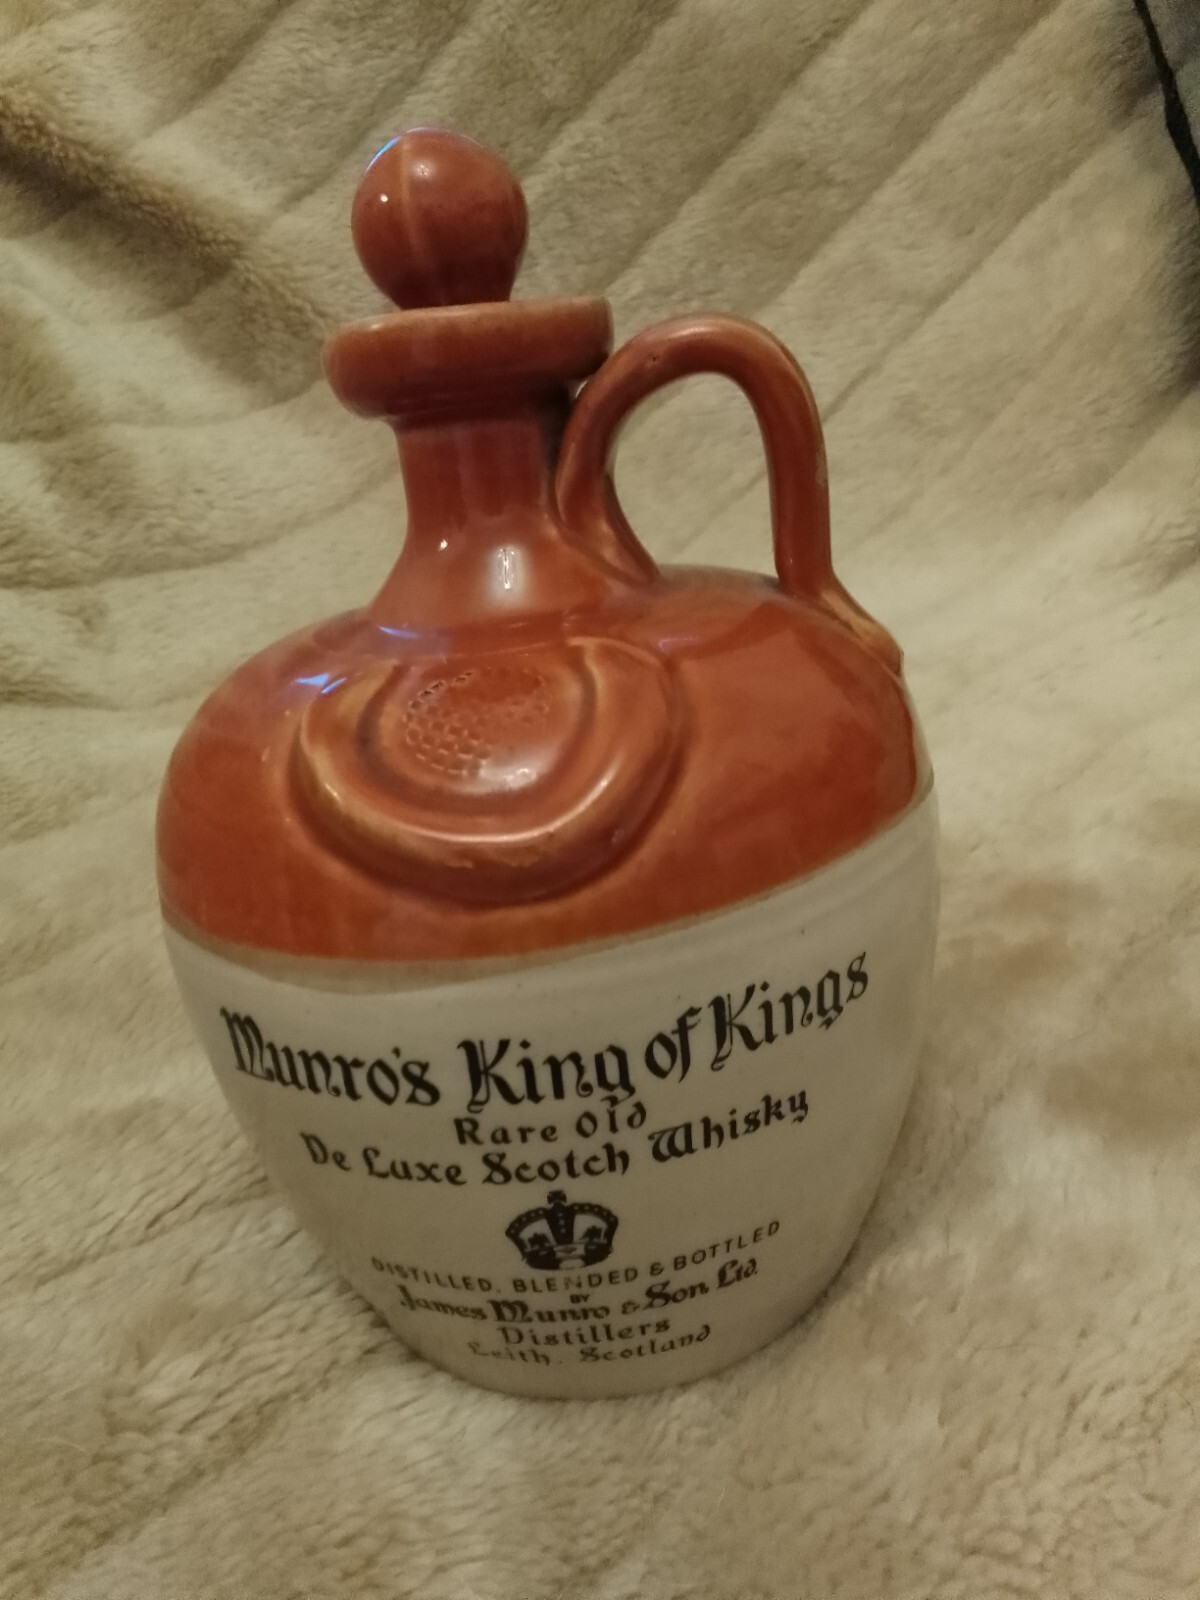 Munro's King of Kings
Rare Old
De Luxe Scotch Whisky
DISTILLED, BLENDED & BOTTLED
BY
James Munro & Son Ltd.
Distillers
Leith. Scotland